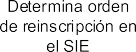 Determina orden
de reinscripción en
el SIE